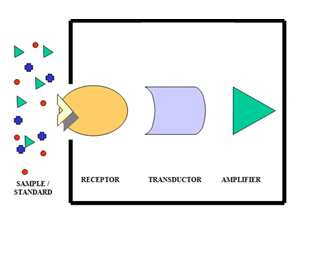 RECEPTOR TRANSDUCTOR AMPLIFIER
SAMPLE /
STANDARD